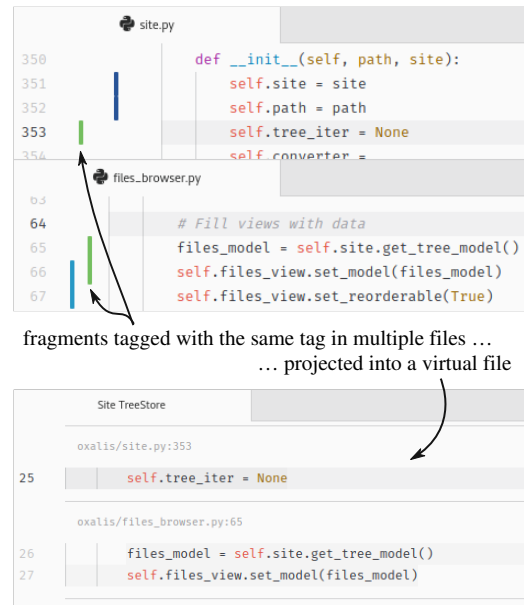 site.py
350 def __init__(self, path, site):
351 self.site = site
352 self.path = path
353 self.tree_iter = None
354 self.converter =
files_browser.py
63
64 # Fill views with data
65 files_model = self.site.get_tree_model()
66 self.files_view.set_model(files_model)
67 self.files_view.set_reorderable(True)
fragments tagged with the same tag in multiple files …
… projected into a virtual file
Site TreeStore
oxalis/site.py:353
25 self.tree_iter = None
oxalis/files_browser.py:65
26 files_model = self.site.get_tree_model()
27 self.files_view.set_model(files_model)